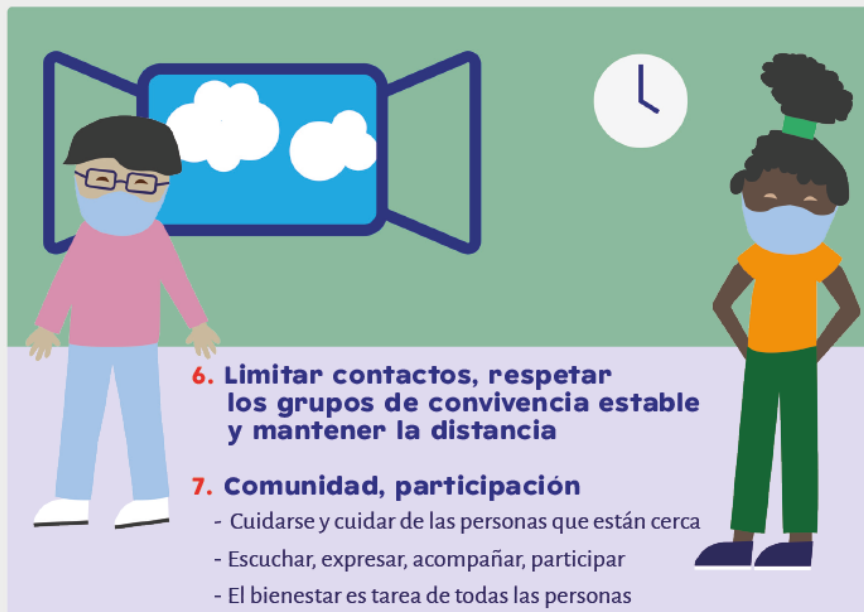 6. Limitar contactos, respetar
los grupos de convivencia estable
y mantener la distancia
7. Comunidad, participación
- Cuidarse y cuidar de las personas que están cerca
- Escuchar, expresar, acompañar, participar
- El bienestar es tarea de todas las personas